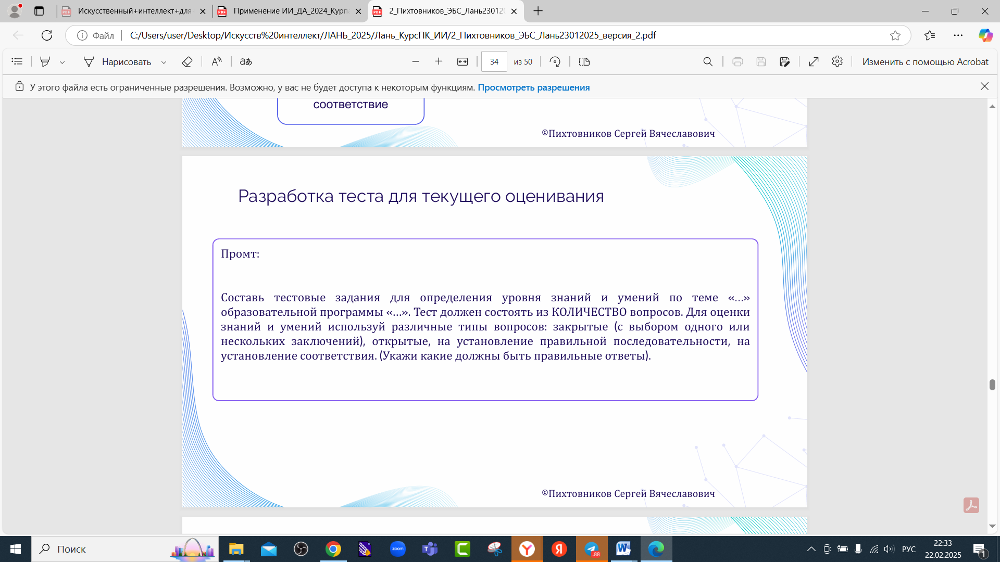 Искусственный+интеллект+для
Применение ИИ_ДА_2024_Курпа
2_Пихтовников_ЭБС_Лань230120
Файл
C:/Users/user/Desktop/Искусств%20интеллект/ЛАНЬ_2025/Лань_КурсПК_ИИ/2_Пихтовников_ЭБС_Лань23012025_версия_2.pdf
Нарисовать
аあ
34
из 50
Изменить с помощью Acrobat
У этого файла есть ограниченные разрешения. Возможно, у вас не будет доступа к некоторым функциям. Просмотреть разрешения
соответствие
©Пихтовников Сергей Вячеславович
Разработка теста для текущего оценивания
Промт:
Составь тестовые задания для определения уровня знаний и умений по теме «…»
образовательной программы «…». Тест должен состоять из КОЛИЧЕСТВО вопросов. Для оценки
знаний и умений используй различные типы вопросов: закрытые (с выбором одного или
нескольких заключений), открытые, на установление правильной последовательности, на
установление соответствия. (Укажи какие должны быть правильные ответы).
©Пихтовников Сергей Вячеславович
Поиск
zoom
..88
РУС
22:33
22.02.2025
1